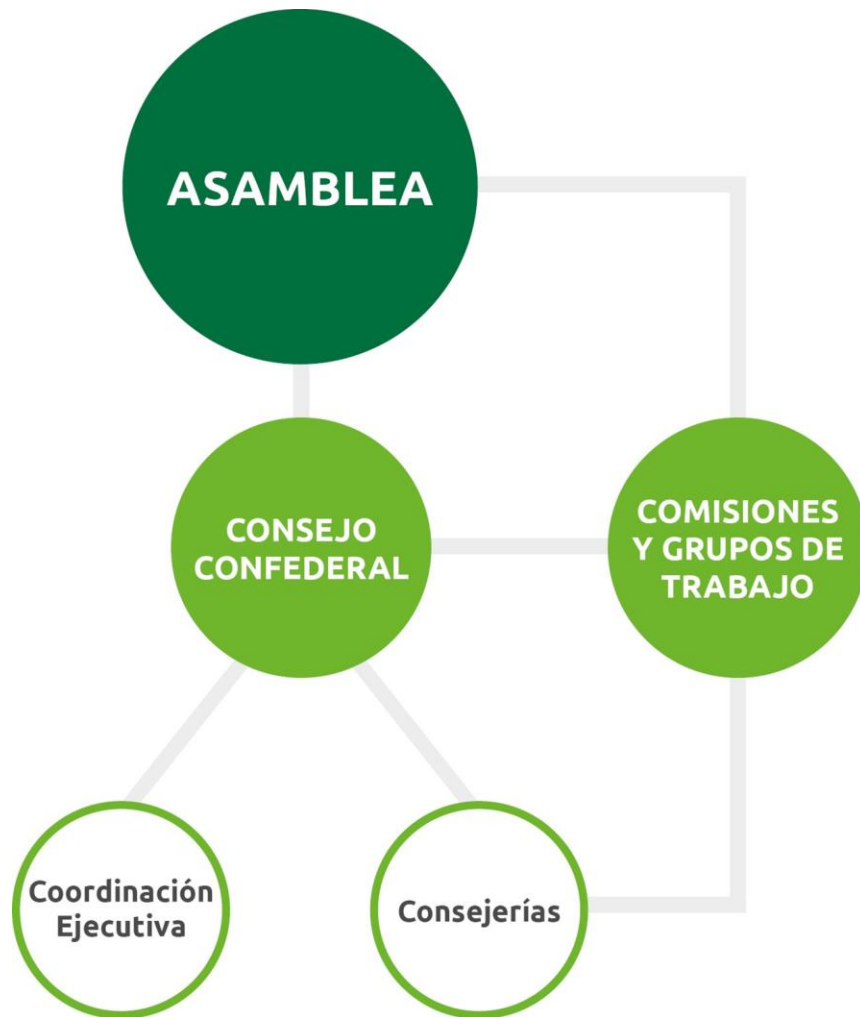 ASAMBLEA
CONSEJO
CONFEDERAL
COMISIONES
Y GRUPOS DE
TRABAJO
Coordinación
Ejecutiva
Consejerías